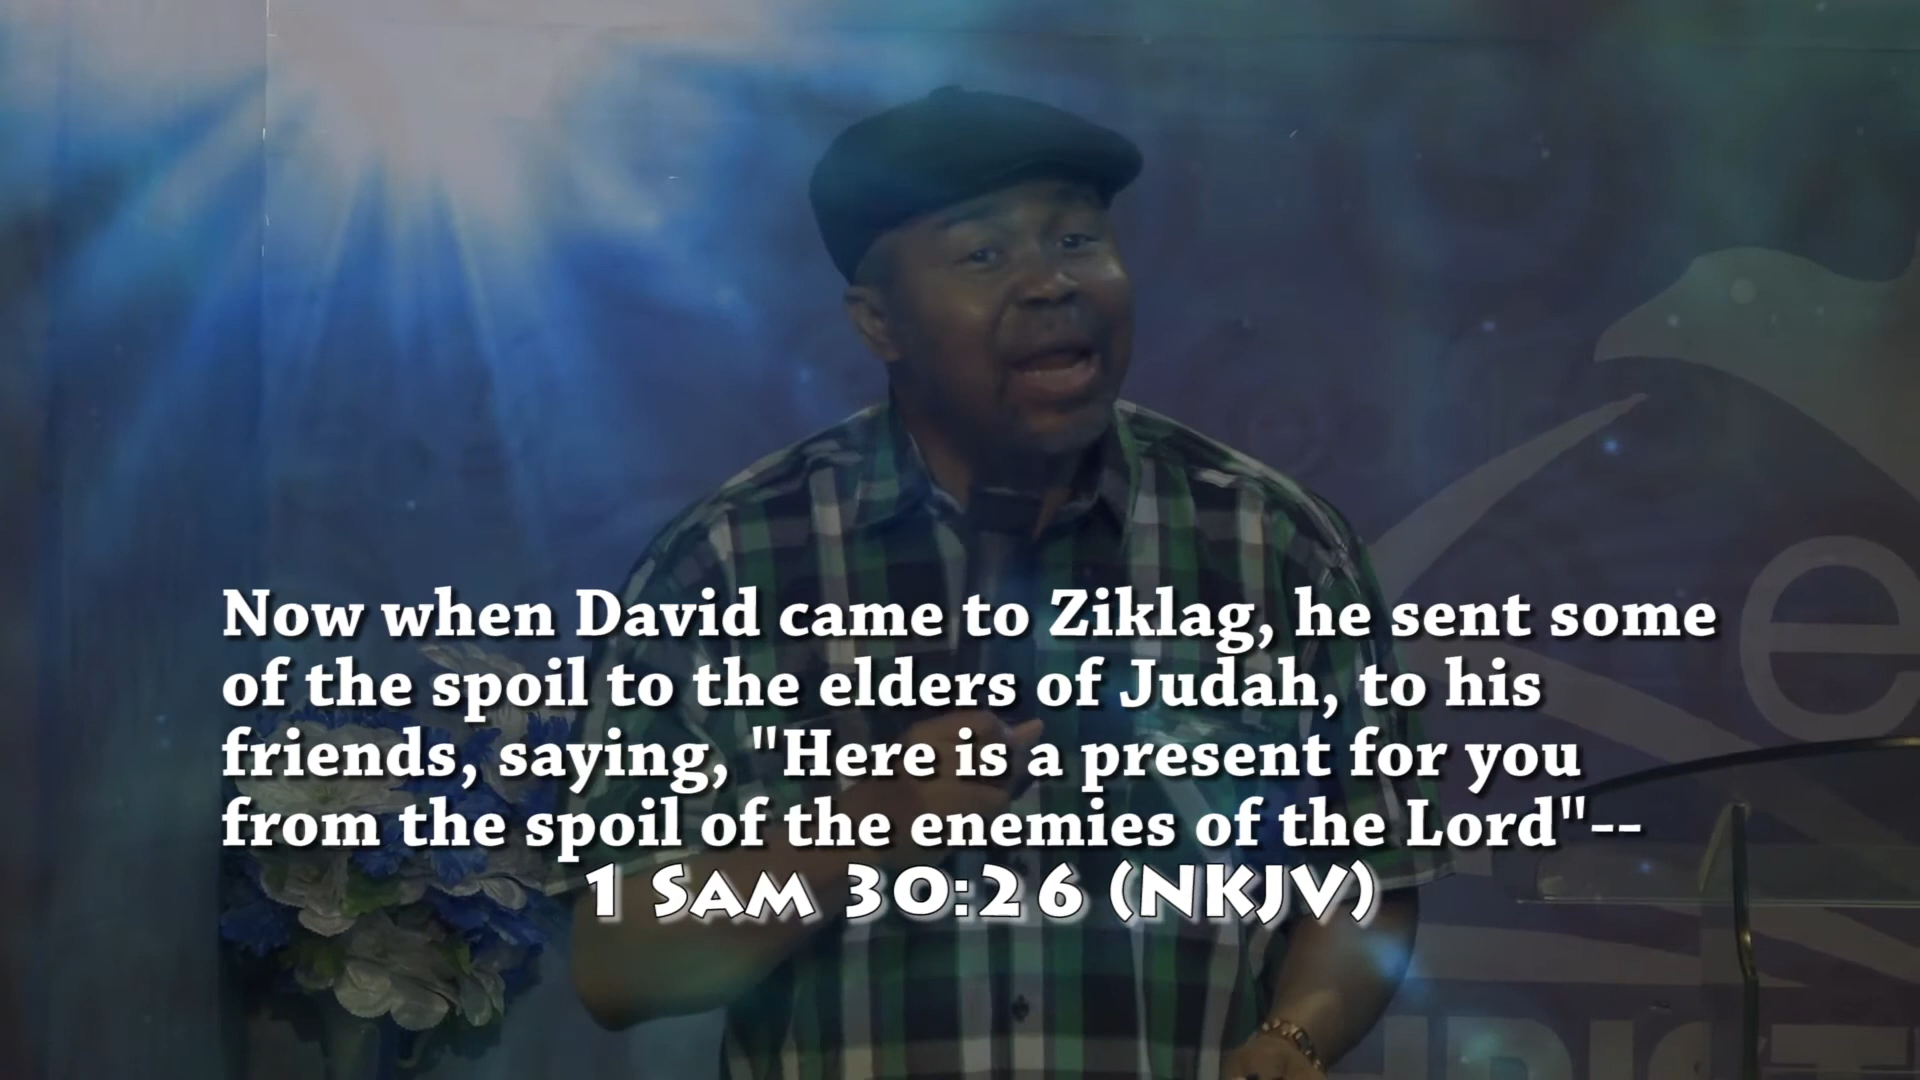 Now when David came to Ziklag, he sent some
of the spoil to the elders of Judah, to his
friends, saying, "Here is a present for you
from the spoil of the enemies of the Lord"--
1 SAM 30:26 (NKJV)